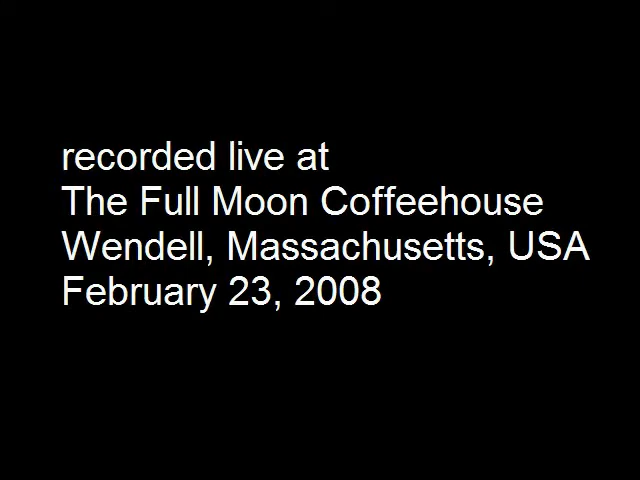 recorded live at
The Full Moon Coffeehouse
Wendell, Massachusetts, USA
February 23, 2008